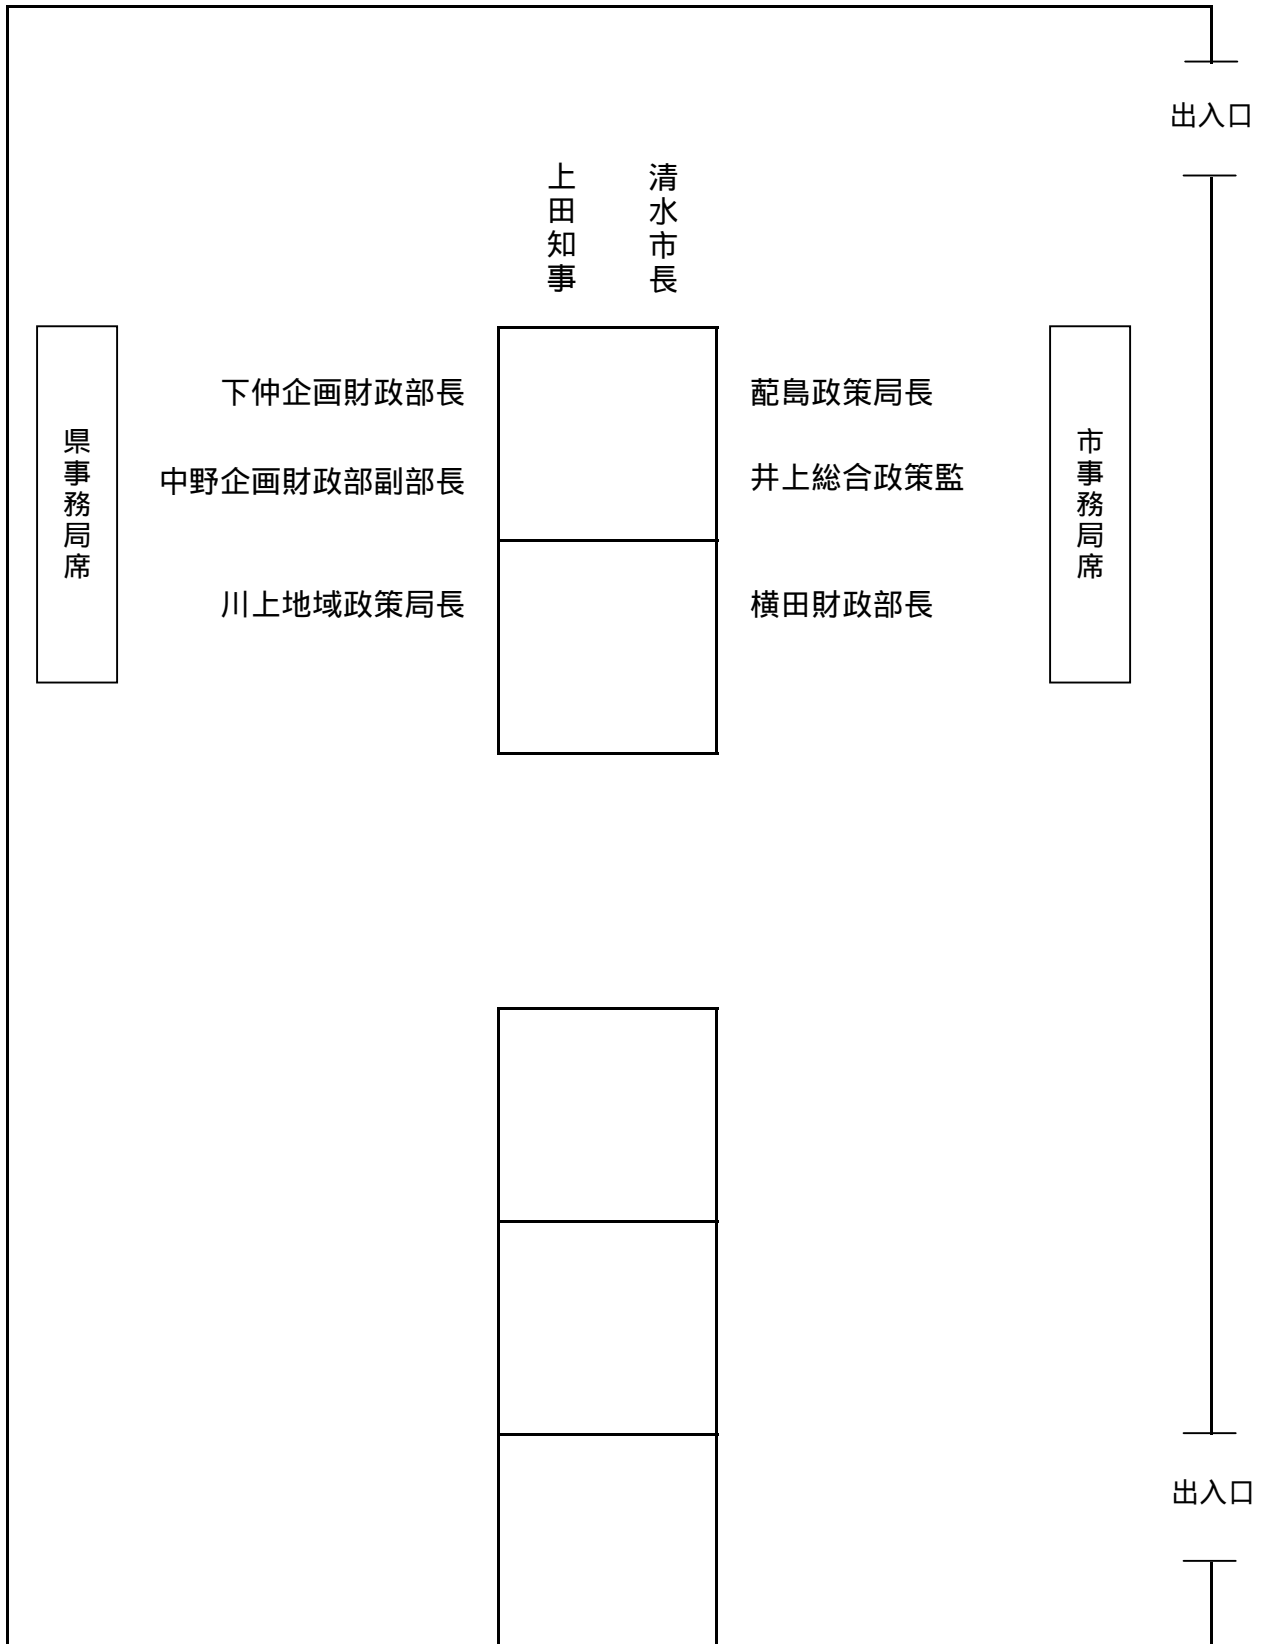 出入口
上田知事
清水市長
県事務局席
下仲企画財政部長
蓜島政策局長
市事務局席
中野企画財政部副部長
井上総合政策監
川上地域政策局長
横田財政部長
出入口